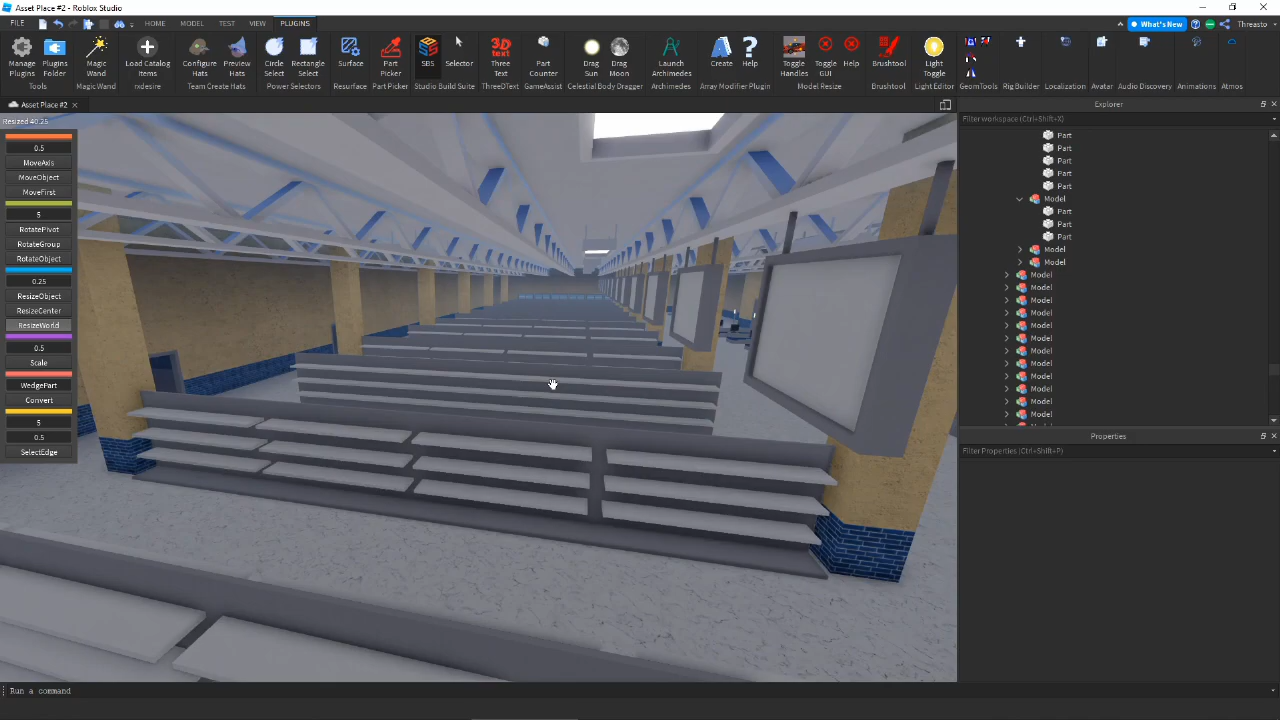 Asset Place #2 - Roblox Studio
FILE HOME MODEL TEST VIEW PLUGINS What's New Threasto
Manage Plugins Plugins Folder Magic Wand Load Catalog Items Configure Hats Preview Hats Circle Select Rectangle Select Surface Part Picker SBS Selector Three Text Part Counter Drag Sun Drag Moon Launch Archimedes Create Help Toggle Handles Toggle GUI Help Brushtool Light Toggle
Tools MagicWand rxdesire Team Create Hats Power Selectors Resurface Part Picker Studio Build Suite ThreeDText GameAssist Celestial Body Dragger Launch Archimedes Array Modifier Plugin Model Resize Brushtool Light Editor GeomTools Rig Builder Localization Avatar Audio Discovery Animations Atmos
Asset Place #2
Explorer
Resized 40.25
Filter workspace (Ctrl+Shift+X)
0.5
MoveAxis
MoveObject
MoveFirst
5
RotatePivot
RotateGroup
RotateObject
0.25
ResizeObject
ResizeCenter
ResizeWorld
0.5
Scale
WedgePart
Convert
5
0.5
SelectEdge
Part
Part
Part
Part
Part
Model
Part
Part
Part
Model
Model
Model
Model
Model
Model
Model
Model
Model
Model
Model
Model
Model
Model
Properties
Filter Properties (Ctrl+Shift+P)
Run a command